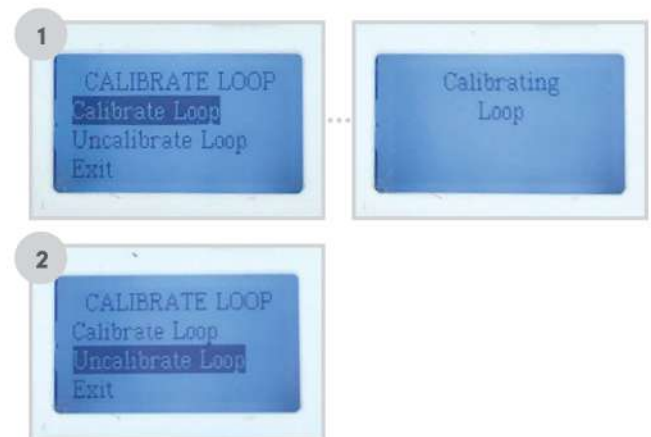 1
CALIBRATE LOOP
Calibrate Loop
Uncalibrate Loop
Exit
Calibrating
Loop
2
CALIBRATE LOOP
Calibrate Loop
Uncalibrate Loop
Exit